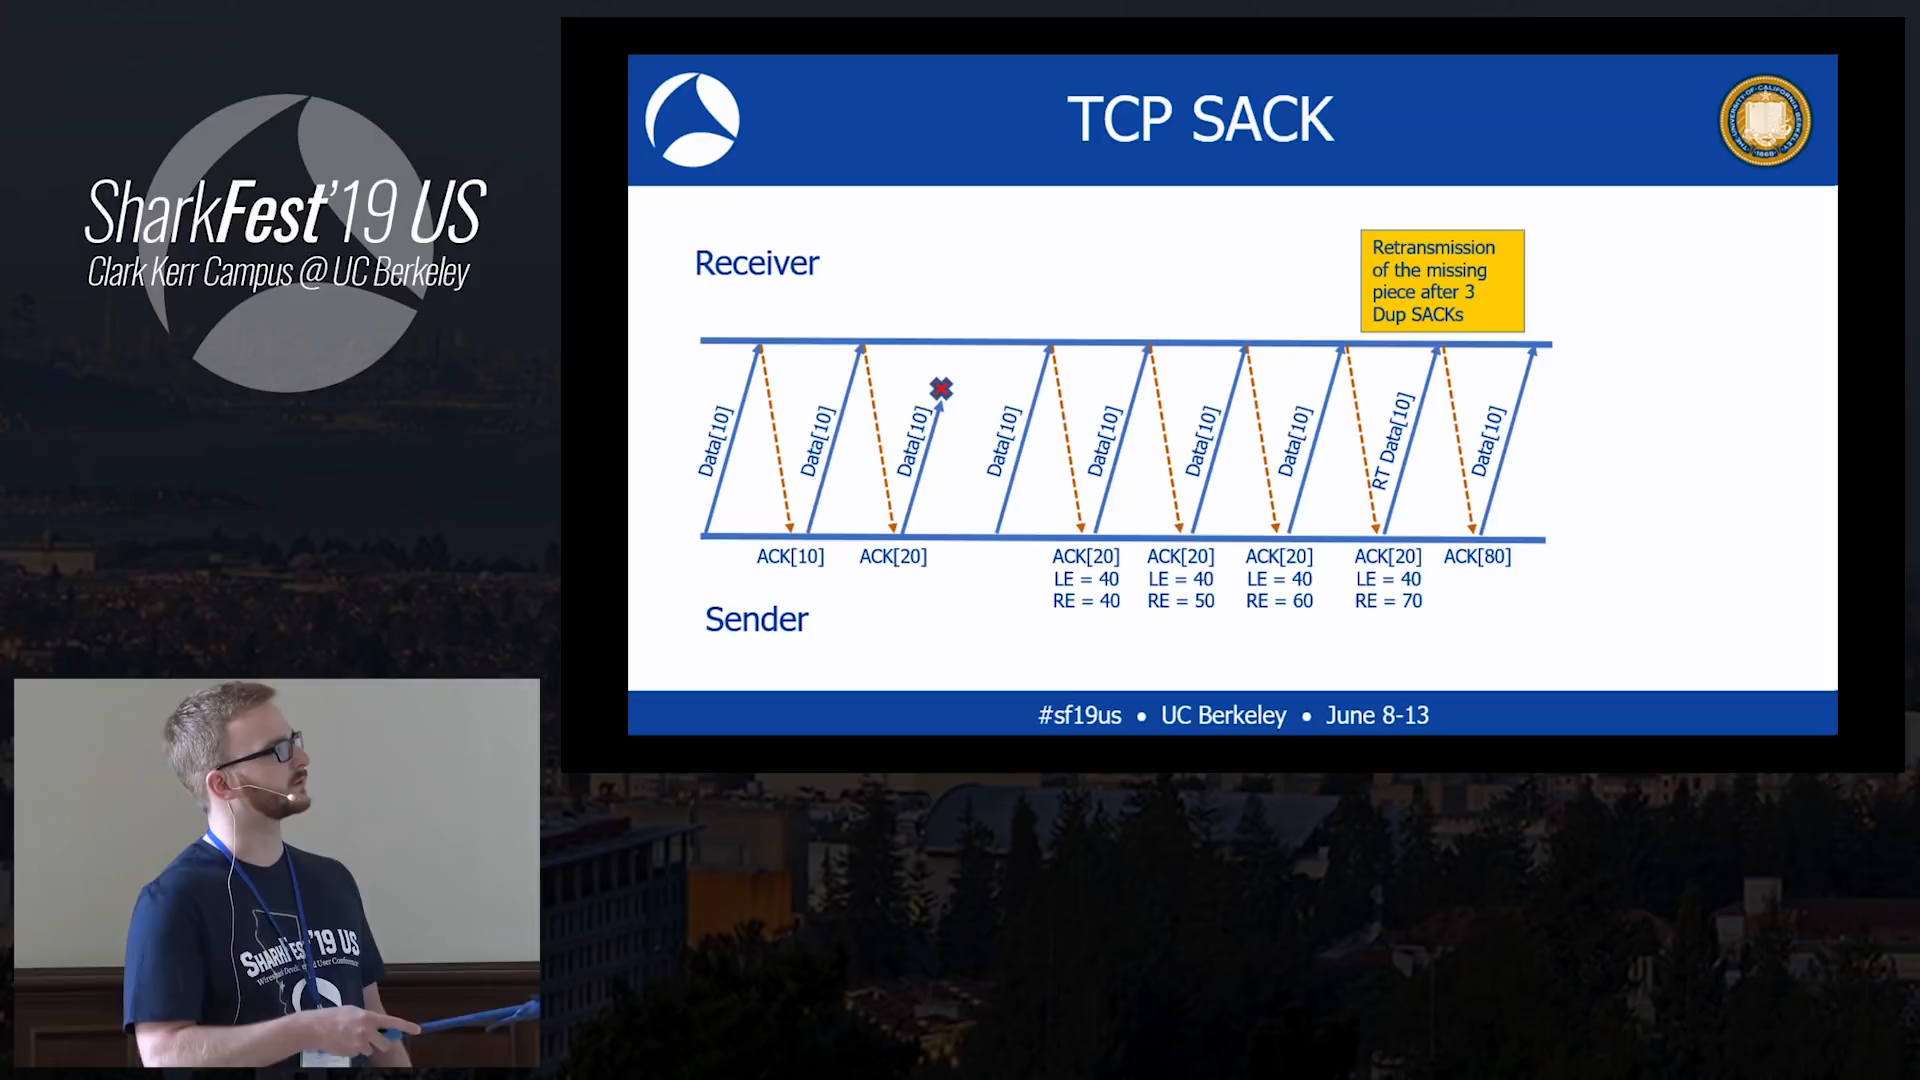 SharkFest'19 US
Clark Kerr Campus @ UC Berkeley
TCP SACK
Receiver
Retransmission
of the missing
piece after 3
Dup SACKs
Data[10]
Data[10]
Data[10]
Data[10]
Data[10]
Data[10]
Data[10]
RT Data[10]
Data[10]
ACK[10]
ACK[20]
ACK[20]
LE = 40
RE = 40
ACK[20]
LE = 40
RE = 50
ACK[20]
LE = 40
RE = 60
ACK[20]
LE = 40
RE = 70
ACK[80]
Sender
#sf19us • UC Berkeley • June 8-13
SHARKFEST '19 US